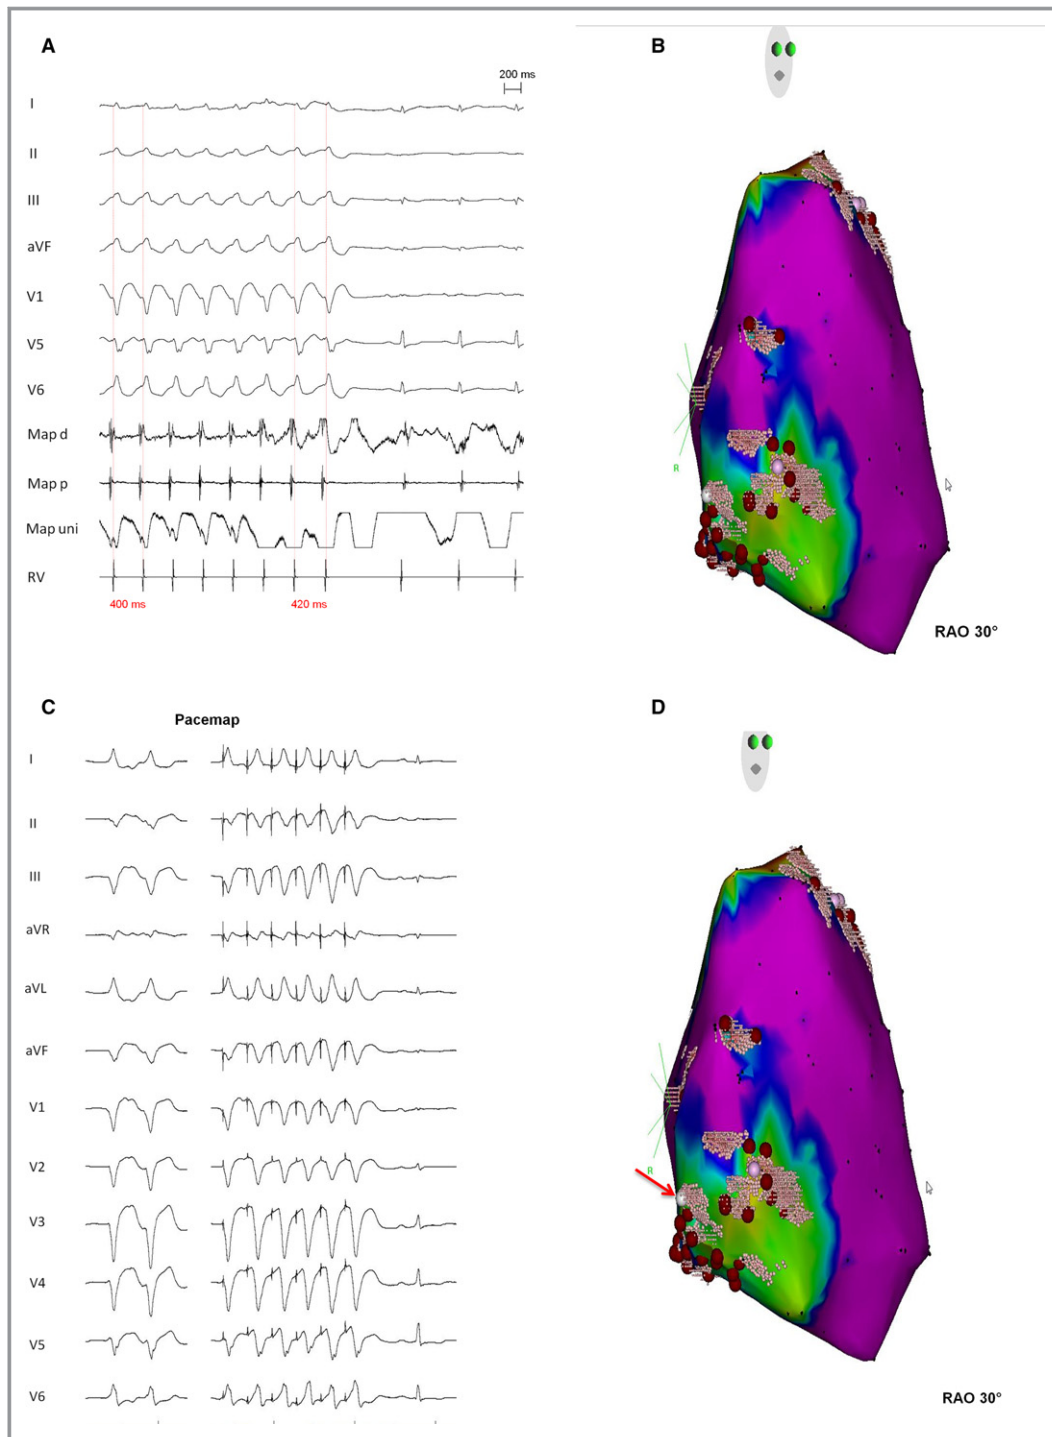 A
B
200 ms
I
II
III
aVF
V1
V5
V6
Map d
Map p
Map uni
RV
400 ms
420 ms
R
RAO 30°
C
D
Pacemap
I
II
III
aVR
aVL
aVF
V1
V2
V3
V4
V5
V6
R
RAO 30°